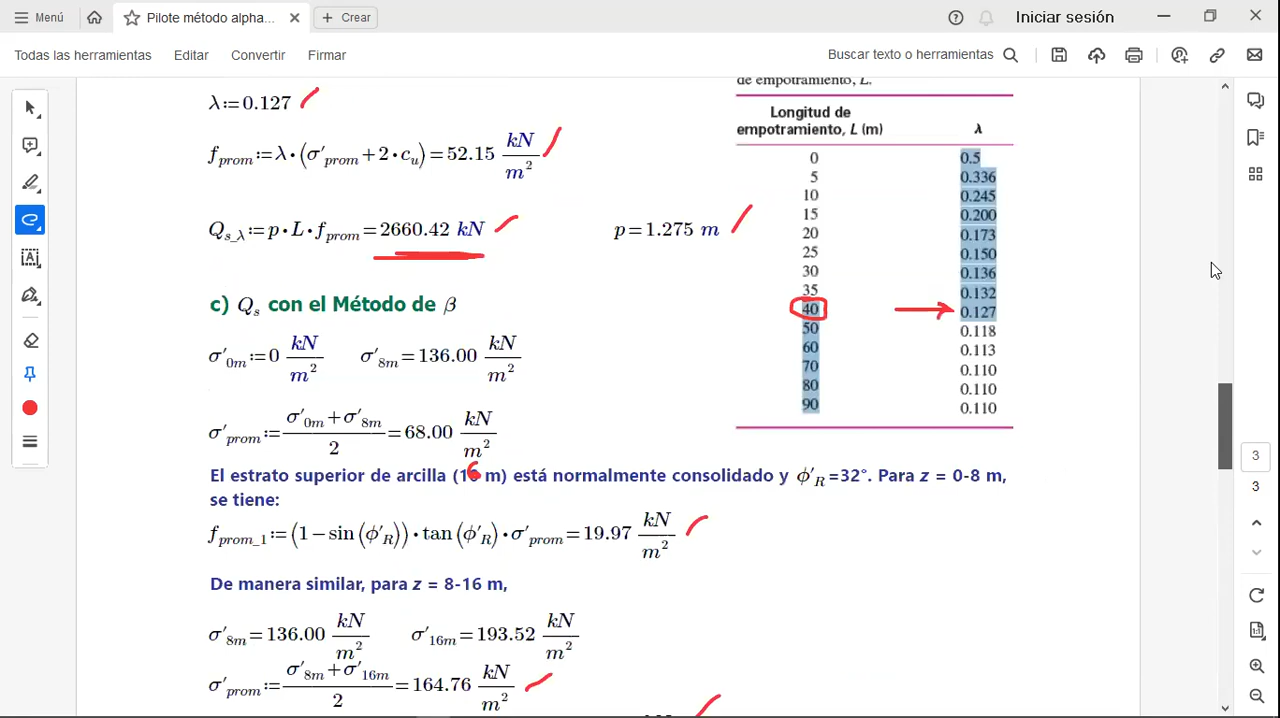 Menú
Pilote método alpha...
Crear
Iniciar sesión
Todas las herramientas
Editar
Convertir
Firmar
Buscar texto o herramientas
de empotramiento, L.
λ:=0.127
Longitud de
empotramiento, L (m) λ
f_prom:=λ·(σ'_prom+2·c_u)=52.15 kN/m²
0 0.5
5 0.336
10 0.245
15 0.200
20 0.173
25 0.150
30 0.136
35 0.132
40 0.127
50 0.118
60 0.113
70 0.110
80 0.110
90 0.110
Q_s_λ:=p·L·f_prom=2660.42 kN p=1.275 m
c) Q_s con el Método de β
σ'_0m:=0 kN/m² σ'_8m=136.00 kN/m²
σ'_prom:=(σ'_0m+σ'_8m)/2=68.00 kN/m²
El estrato superior de arcilla (16 m) está normalmente consolidado y ϕ'_R=32°. Para z = 0-8 m,
se tiene:
f_prom_1:=(1−sin(ϕ'_R))·tan(ϕ'_R)·σ'_prom=19.97 kN/m²
De manera similar, para z = 8-16 m,
σ'_8m=136.00 kN/m² σ'_16m=193.52 kN/m²
σ'_prom:=(σ'_8m+σ'_16m)/2=164.76 kN/m²
3
3